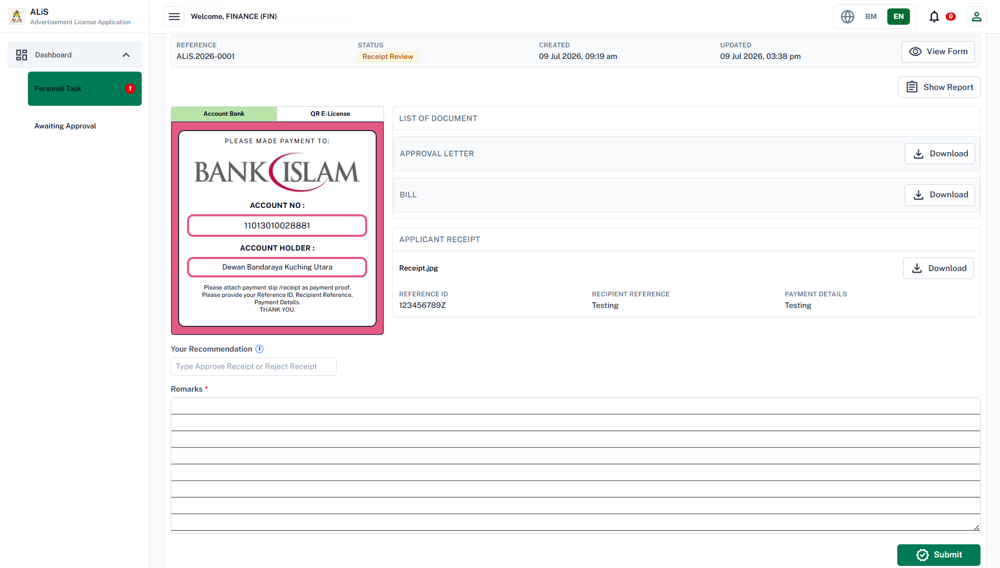 ALiS
Advertisement License Application
Welcome, FINANCE (FIN)
BM
EN
0
Dashboard
Personal Task
1
Awaiting Approval
REFERENCE
ALiS.2026-0001
STATUS
Receipt Review
CREATED
09 Jul 2026, 09:19 am
UPDATED
09 Jul 2026, 03:38 pm
View Form
Show Report
Account Bank
QR E-License
PLEASE MADE PAYMENT TO:
BANK ISLAM
ACCOUNT NO :
11013010028881
ACCOUNT HOLDER :
Dewan Bandaraya Kuching Utara
Please attach payment slip /receipt as payment proof.
Please provide your Reference ID, Recipient Reference,
Payment Details.
THANK YOU.
LIST OF DOCUMENT
APPROVAL LETTER
Download
BILL
Download
APPLICANT RECEIPT
Receipt.jpg
Download
REFERENCE ID
123456789Z
RECIPIENT REFERENCE
Testing
PAYMENT DETAILS
Testing
Your Recommendation
Type Approve Receipt or Reject Receipt
Remarks *
Submit